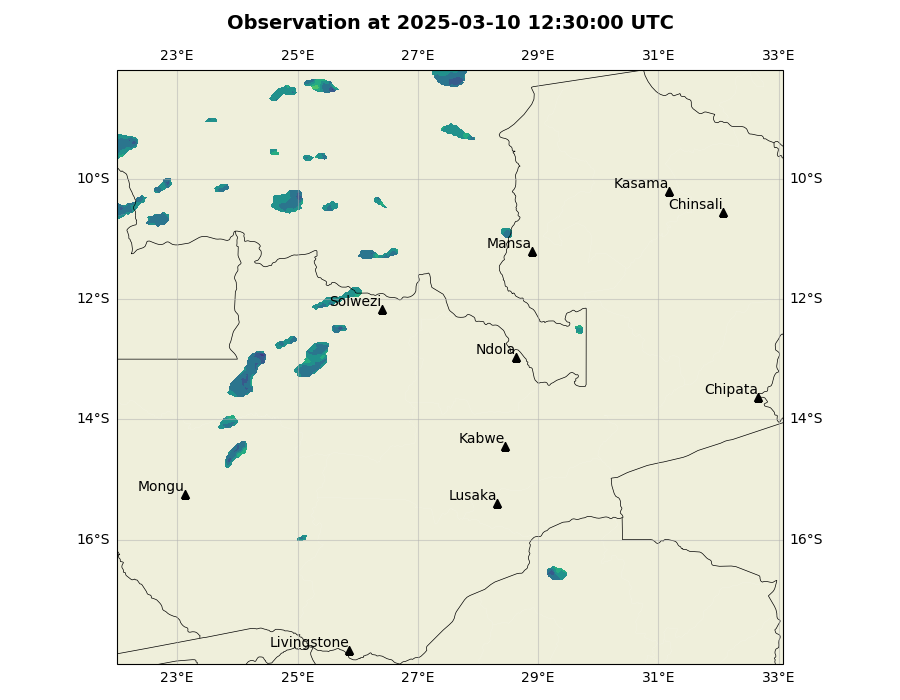 Observation at 2025-03-10 12:30:00 UTC
23°E 25°E 27°E 29°E 31°E 33°E
10°S 10°S
Kasama
Chinsali
Mansa
12°S 12°S
Solwezi
Ndola
Chipata
14°S 14°S
Kabwe
Mongu
Lusaka
16°S 16°S
Livingstone
23°E 25°E 27°E 29°E 31°E 33°E